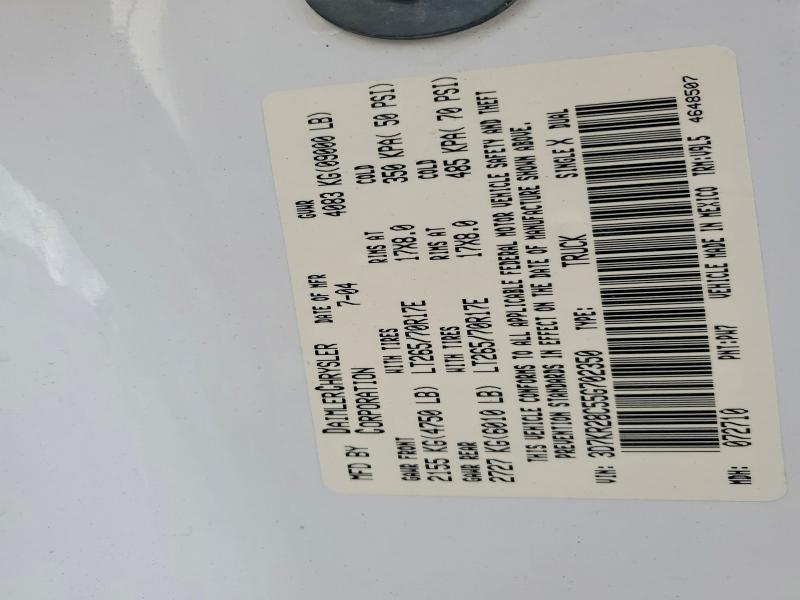 MFD BY DAIMLERCHRYSLER CORPORATION DATE OF MFR 7-04 GVWR 4083 KG(09000 LB)
GAWR FRONT WITH TIRES RIMS AT COLD
2155 KG(4750 LB) LT265/70R17E 17X8.0 350 KPA( 50 PSI)
GAWR REAR WITH TIRES RIMS AT COLD
2727 KG(6010 LB) LT265/70R17E 17X8.0 485 KPA( 70 PSI)
THIS VEHICLE CONFORMS TO ALL APPLICABLE FEDERAL MOTOR VEHICLE SAFETY AND THEFT
PREVENTION STANDARDS IN EFFECT ON THE DATE OF MANUFACTURE SHOWN ABOVE.
VIN: 3D7KR28C55G702350 TYPE: TRUCK SINGLE X DUAL
MDH: 072710 PNT:PW7 VEHICLE MADE IN MEXICO TRM:V9L5 4648507